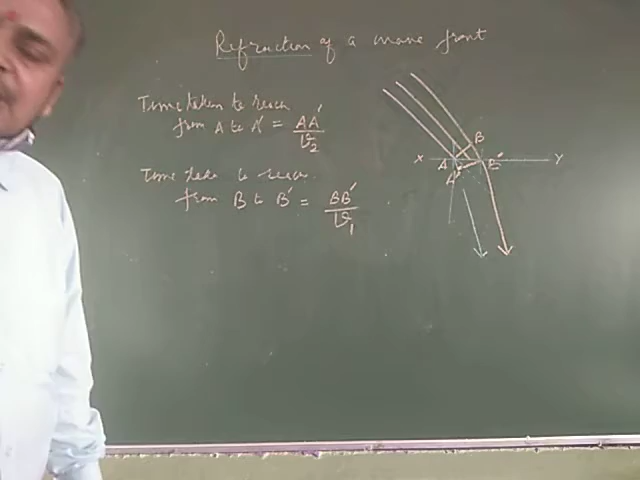 Refraction of a wave front
Time taken to reach
from A to A' = AA'/v₂
Time taken to reach
from B to B' = BB'/v₁
B
X A B' Y
A'